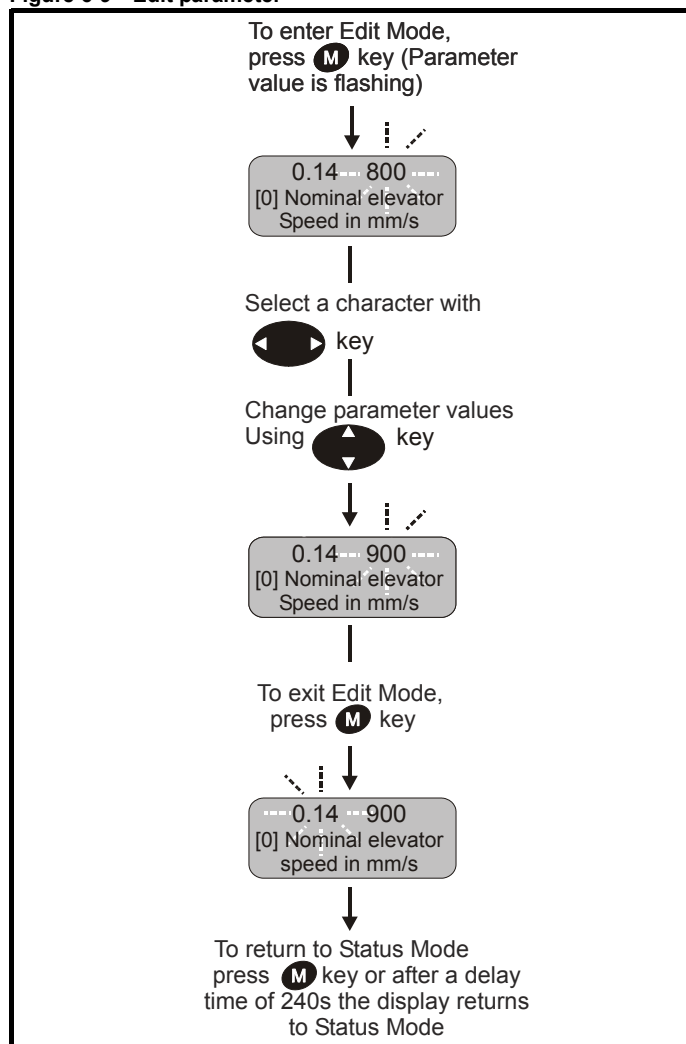 To enter Edit Mode,
press M key (Parameter
value is flashing)
0.14 800
[0] Nominal elevator
Speed in mm/s
Select a character with
key
Change parameter values
Using key
0.14 900
[0] Nominal elevator
Speed in mm/s
To exit Edit Mode,
press M key
0.14 900
[0] Nominal elevator
speed in mm/s
To return to Status Mode
press M key or after a delay
time of 240s the display returns
to Status Mode